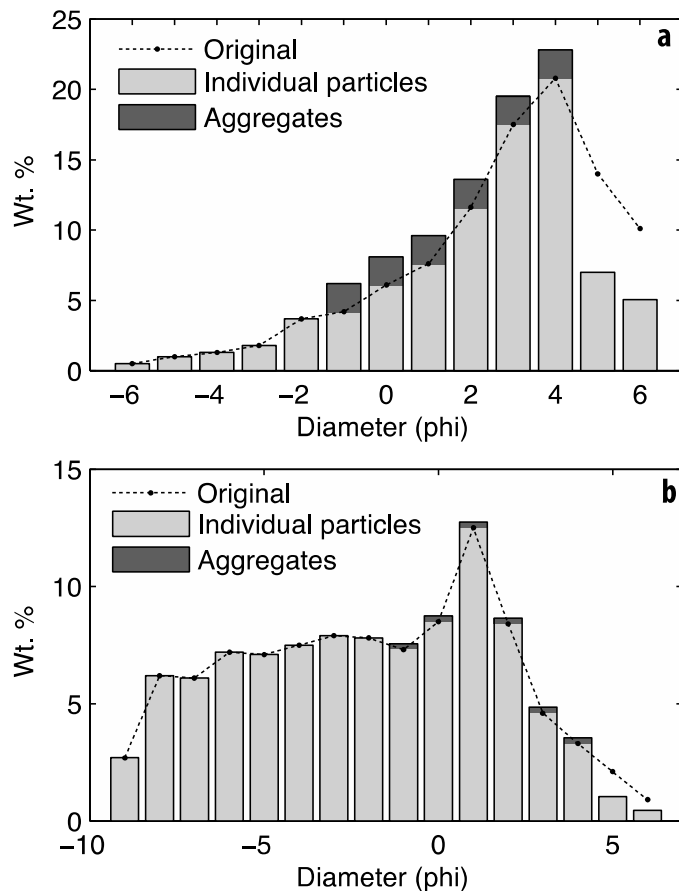 a
25
20
15
10
5
0
Wt. %
Original
Individual particles
Aggregates
−6 −4 −2 0 2 4 6
Diameter (phi)
b
15
10
5
0
Wt. %
Original
Individual particles
Aggregates
−10 −5 0 5
Diameter (phi)